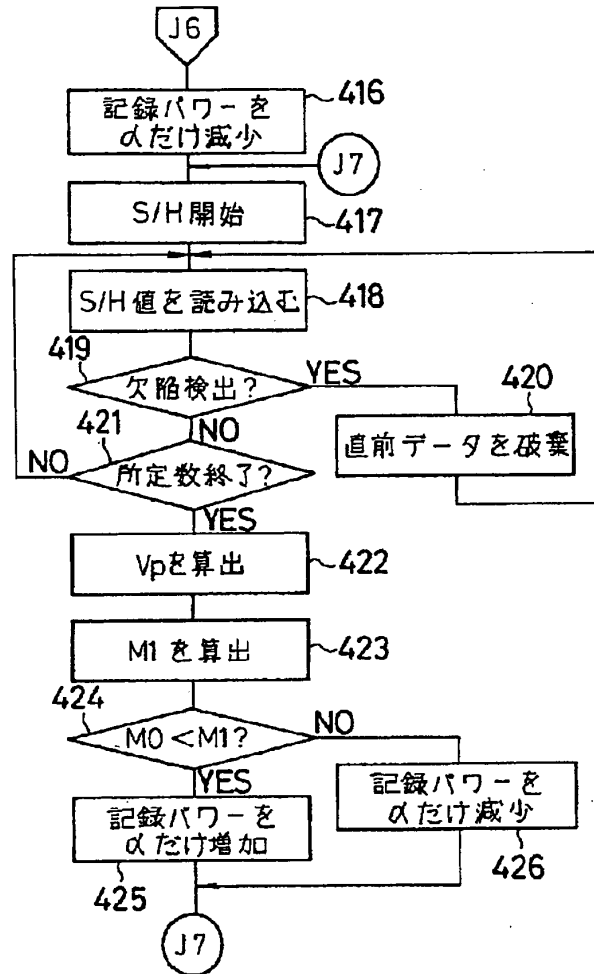 J6
416
記録パワーを
αだけ減少
J7
S/H開始
417
S/H値を読み込む
418
419
欠陥検出?
YES
420
直前データを破棄
NO
421
NO
所定数終了?
YES
Vpを算出
422
M1を算出
423
424
M0<M1?
NO
YES
記録パワーを
αだけ増加
425
記録パワーを
αだけ減少
426
J7